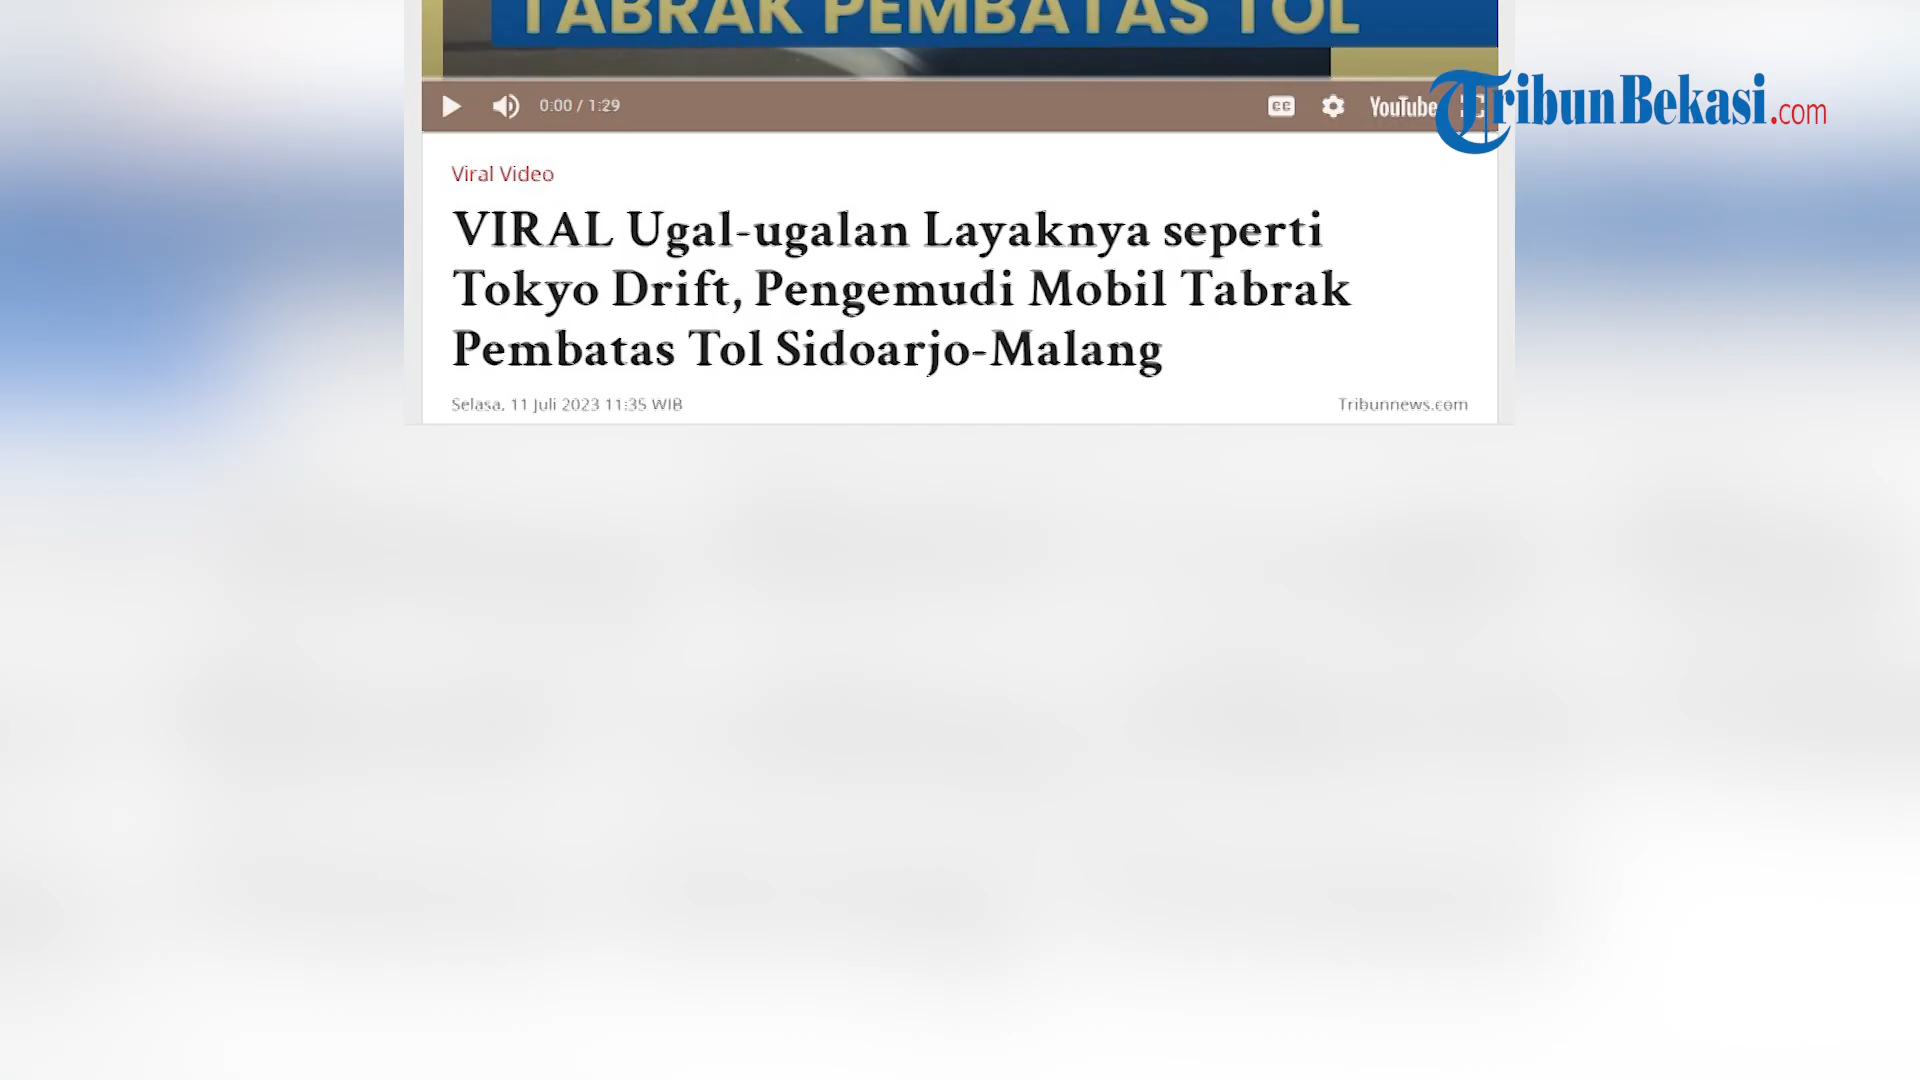 TABRAK PEMBATAS TOL
0:00 / 1:29
CC
YouTube
TribunBekasi.com
Viral Video
VIRAL Ugal-ugalan Layaknya seperti
Tokyo Drift, Pengemudi Mobil Tabrak
Pembatas Tol Sidoarjo-Malang
Selasa, 11 Juli 2023 11:35 WIB
Tribunnews.com